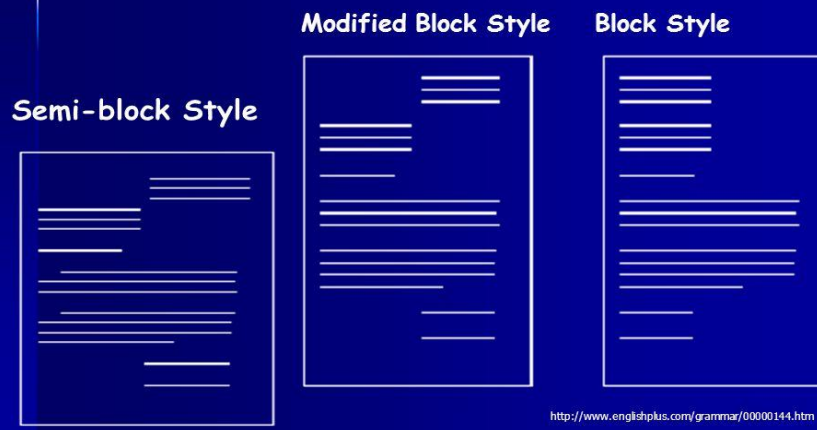 Modified Block Style
Block Style
Semi-block Style
http://www.englishplus.com/grammar/00000144.htm